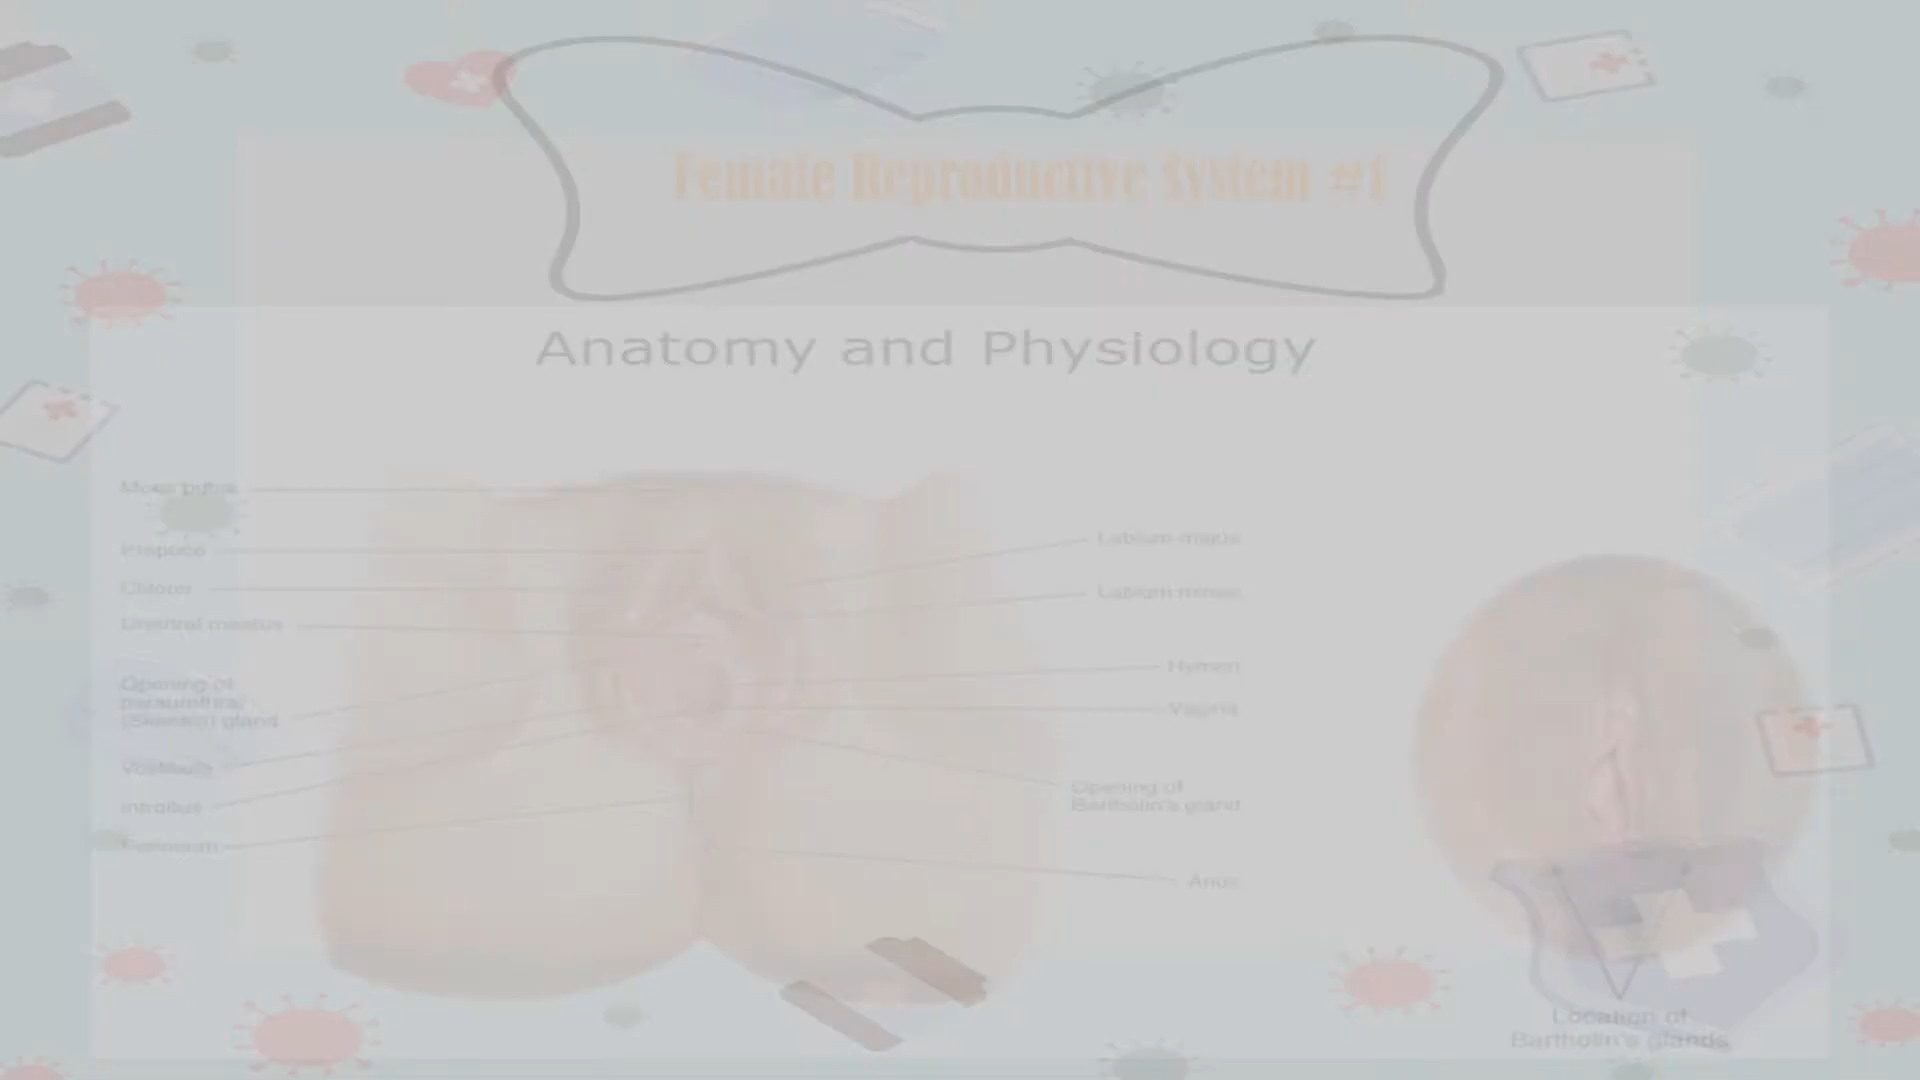 Female Reproductive System #1
Anatomy and Physiology
Mons pubis
Prepuce
Clitoris
Urethral meatus
Opening of
paraurethral
(Skene's) gland
Vestibule
Introitus
Perineum
Labium majus
Labium minus
Hymen
Vagina
Opening of
Bartholin's gland
Anus
Location of
Bartholin's glands